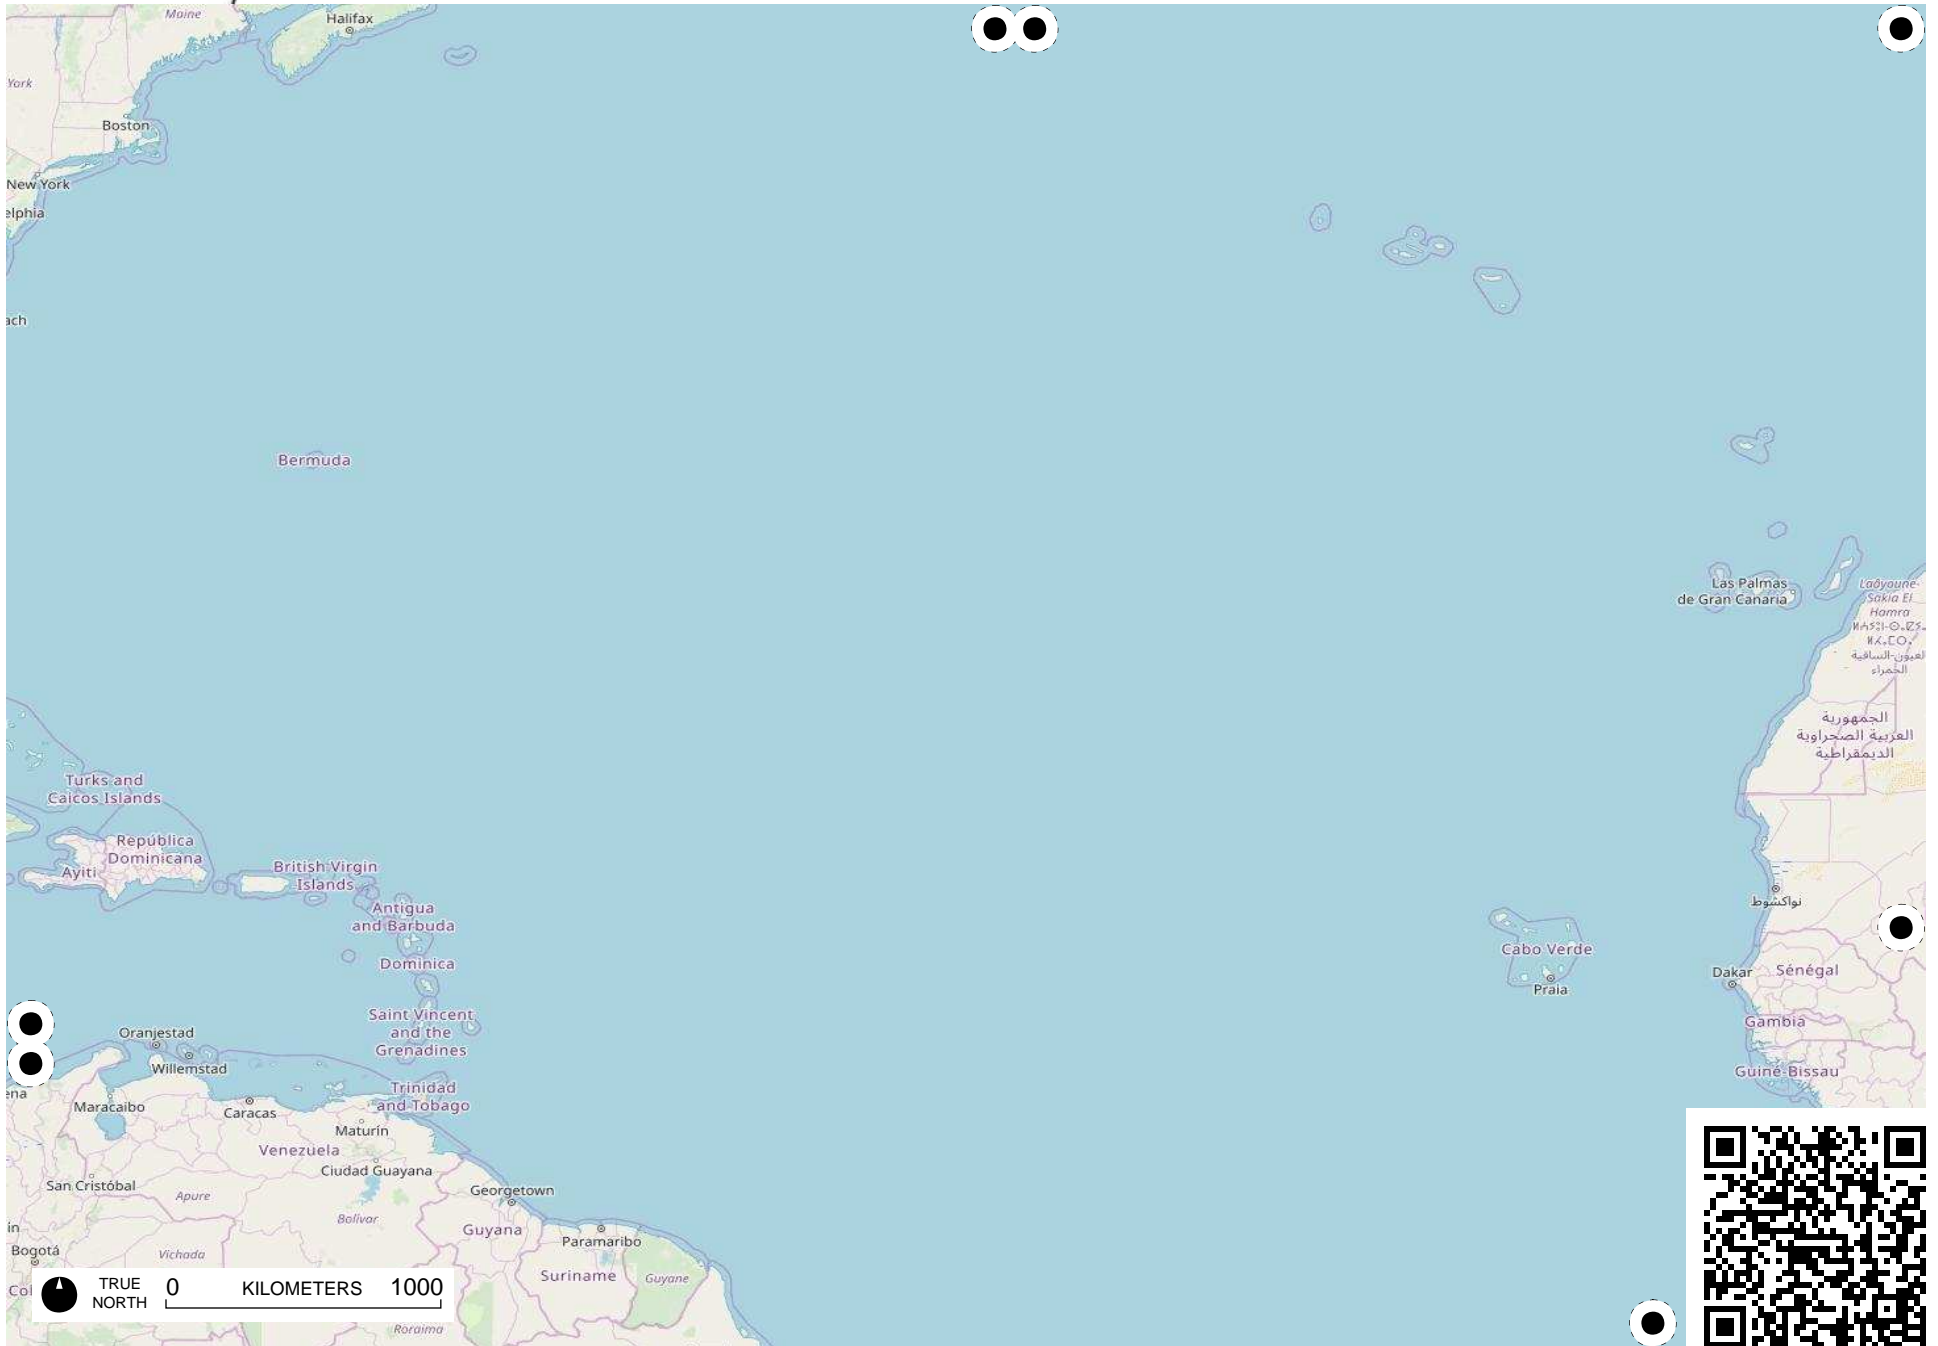 Maine
Halifax
York
Boston
New York
elphia
ach
Bermuda
Las Palmas
de Gran Canaria
Laâyoune-
Sakia El
Hamra
العيون-الساقية
الحمراء
الجمهورية
العربية الصحراوية
الديمقراطية
Turks and
Caicos Islands
República
Dominicana
Ayiti
British Virgin
Islands
نواكشوط
Antigua
and Barbuda
Cabo Verde
Dominica
Dakar
Sénégal
Praia
Saint Vincent
and the
Grenadines
Gambia
Oranjestad
Willemstad
Guiné-Bissau
ena
Maracaibo
Caracas
Trinidad
and Tobago
Maturín
Venezuela
Ciudad Guayana
San Cristóbal
Apure
Georgetown
Bolívar
Guyana
ín
Paramaribo
Bogotá
Vichada
Suriname
Guyane
Col
TRUE
NORTH
0 KILOMETERS 1000
Roraima